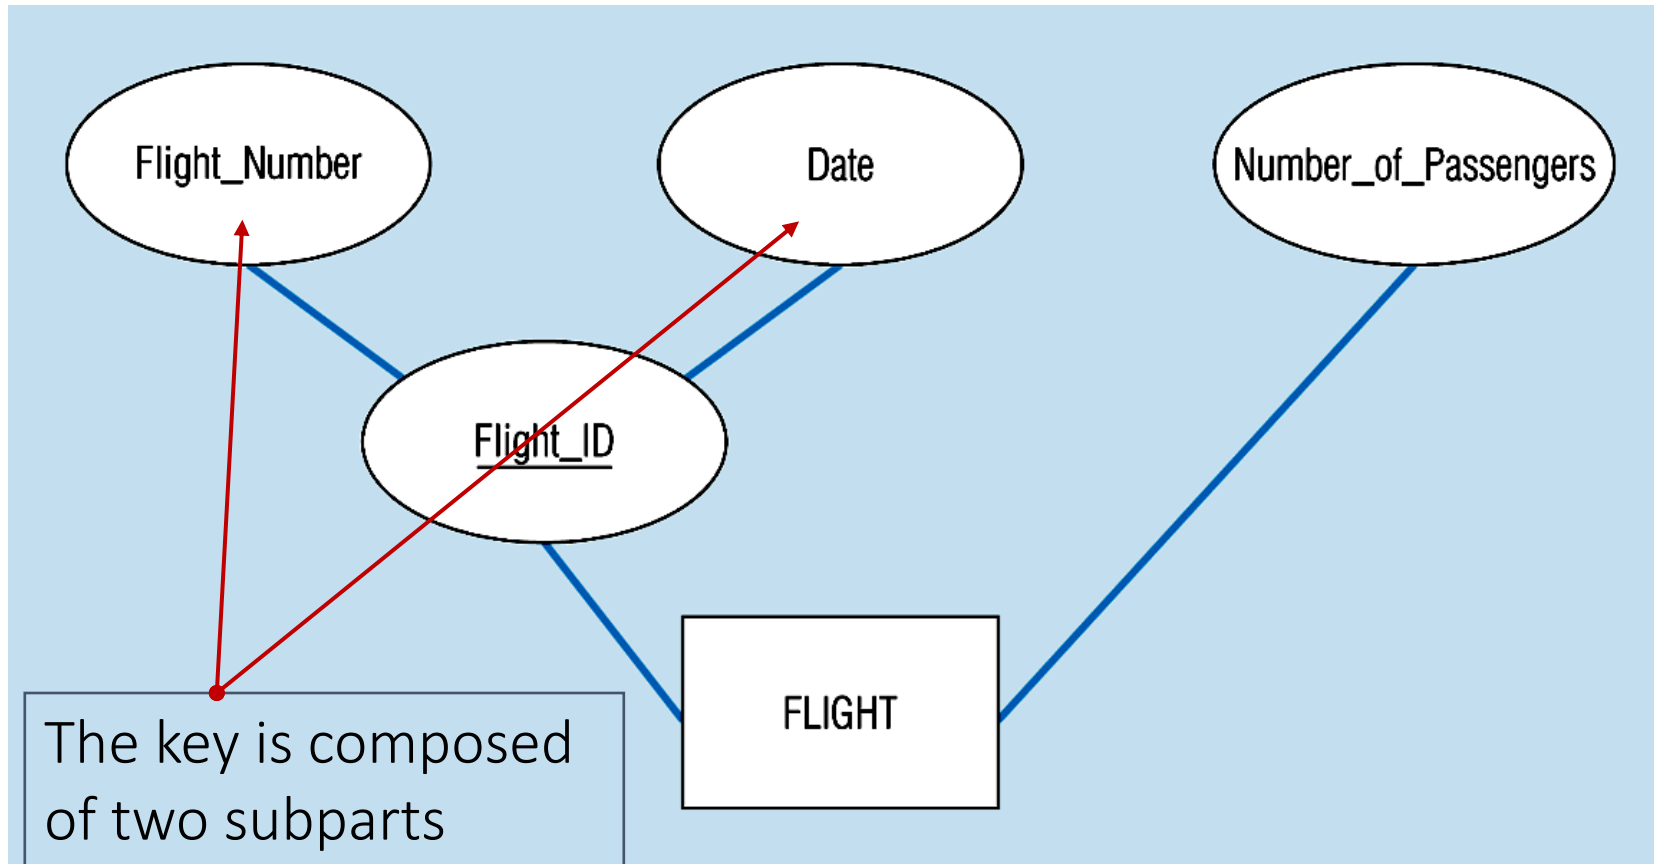 Flight_Number
Date
Number_of_Passengers
Flight_ID
FLIGHT
The key is composed
of two subparts